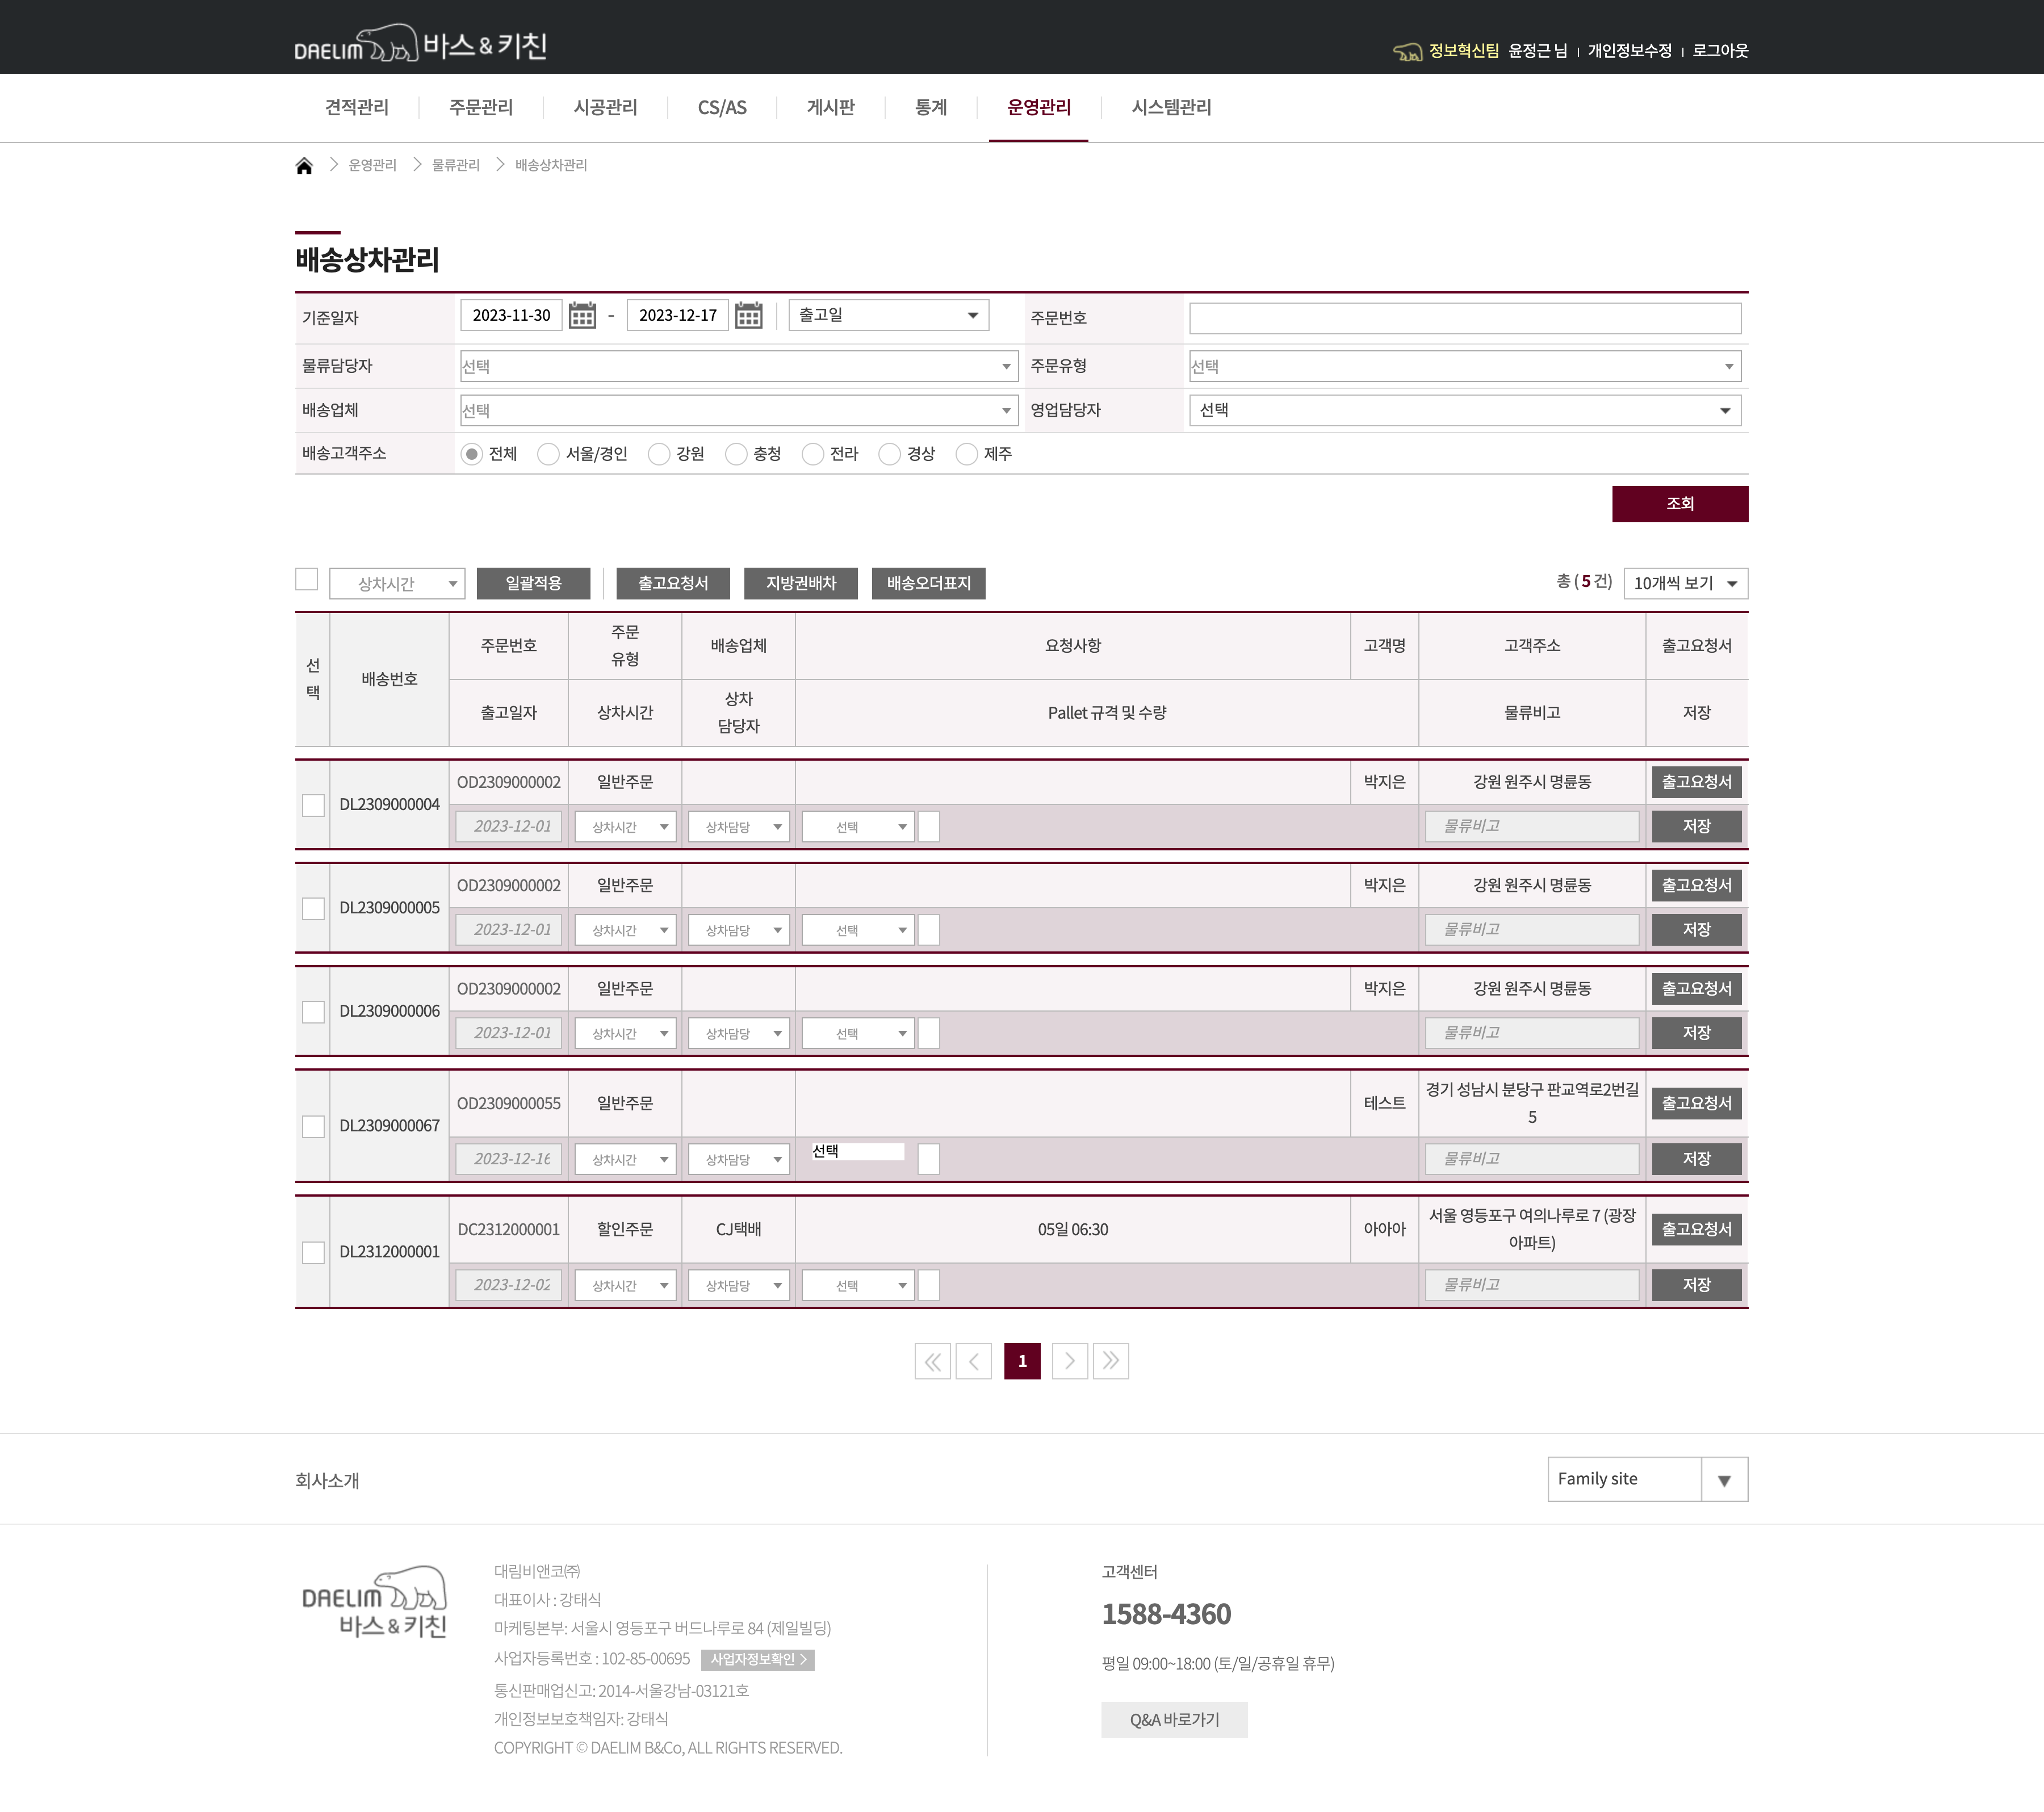 DAELIM 바스&키친
정보혁신팀 윤정근 님 개인정보수정 로그아웃
견적관리 주문관리 시공관리 CS/AS 게시판 통계 운영관리 시스템관리
운영관리 물류관리 배송상차관리
배송상차관리
기준일자 2023-11-30 - 2023-12-17 출고일 주문번호
물류담당자 선택 주문유형 선택
배송업체 선택 영업담당자 선택
배송고객주소 전체 서울/경인 강원 충청 전라 경상 제주
조회
상차시간 일괄적용 출고요청서 지방권배차 배송오더표지 총 ( 5 건) 10개씩 보기
선택 배송번호 주문번호 주문유형 배송업체 요청사항 고객명 고객주소 출고요청서
출고일자 상차시간 상차담당자 Pallet 규격 및 수량 물류비고 저장
DL2309000004 OD2309000002 일반주문 박지은 강원 원주시 명륜동 출고요청서
2023-12-01 상차시간 상차담당 선택 물류비고 저장
DL2309000005 OD2309000002 일반주문 박지은 강원 원주시 명륜동 출고요청서
2023-12-01 상차시간 상차담당 선택 물류비고 저장
DL2309000006 OD2309000002 일반주문 박지은 강원 원주시 명륜동 출고요청서
2023-12-01 상차시간 상차담당 선택 물류비고 저장
DL2309000067 OD2309000055 일반주문 테스트 경기 성남시 분당구 판교역로2번길 5 출고요청서
2023-12-16 상차시간 상차담당 선택 물류비고 저장
DL2312000001 DC2312000001 할인주문 CJ택배 05일 06:30 아아아 서울 영등포구 여의나루로 7 (광장아파트) 출고요청서
2023-12-02 상차시간 상차담당 선택 물류비고 저장
1
회사소개 Family site
DAELIM
바스&키친
대림비앤코㈜
대표이사 : 강태식
마케팅본부: 서울시 영등포구 버드나루로 84 (제일빌딩)
사업자등록번호 : 102-85-00695 사업자정보확인 >
통신판매업신고: 2014-서울강남-03121호
개인정보보호책임자: 강태식
COPYRIGHT © DAELIM B&Co, ALL RIGHTS RESERVED.
고객센터
1588-4360
평일 09:00~18:00 (토/일/공휴일 휴무)
Q&A 바로가기